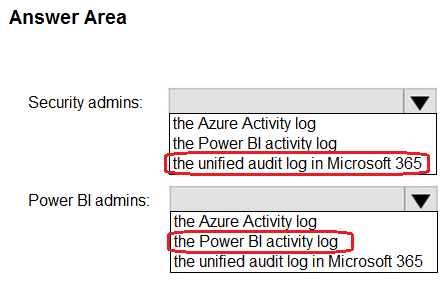 Answer Area
Security admins:
the Azure Activity log
the Power BI activity log
the unified audit log in Microsoft 365
Power BI admins:
the Azure Activity log
the Power BI activity log
the unified audit log in Microsoft 365